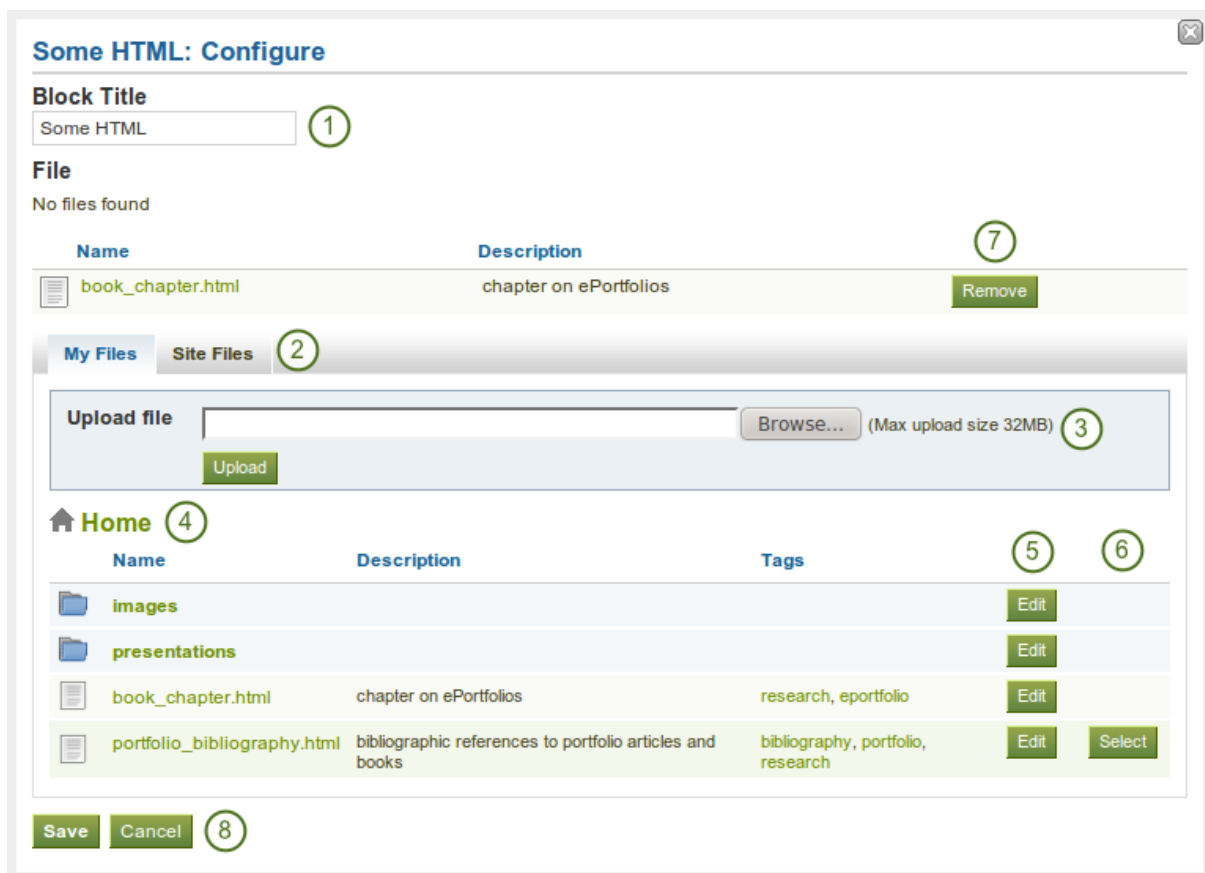 Some HTML: Configure
Block Title
Some HTML 1
File
No files found
7
Name Description
book_chapter.html chapter on ePortfolios Remove
My Files Site Files 2
Upload file Browse... (Max upload size 32MB) 3
Upload
Home 4
5 6
Name Description Tags
images Edit
presentations Edit
book_chapter.html chapter on ePortfolios research, eportfolio Edit
portfolio_bibliography.html bibliographic references to portfolio articles and bibliography, portfolio, Edit Select
books research
Save Cancel 8